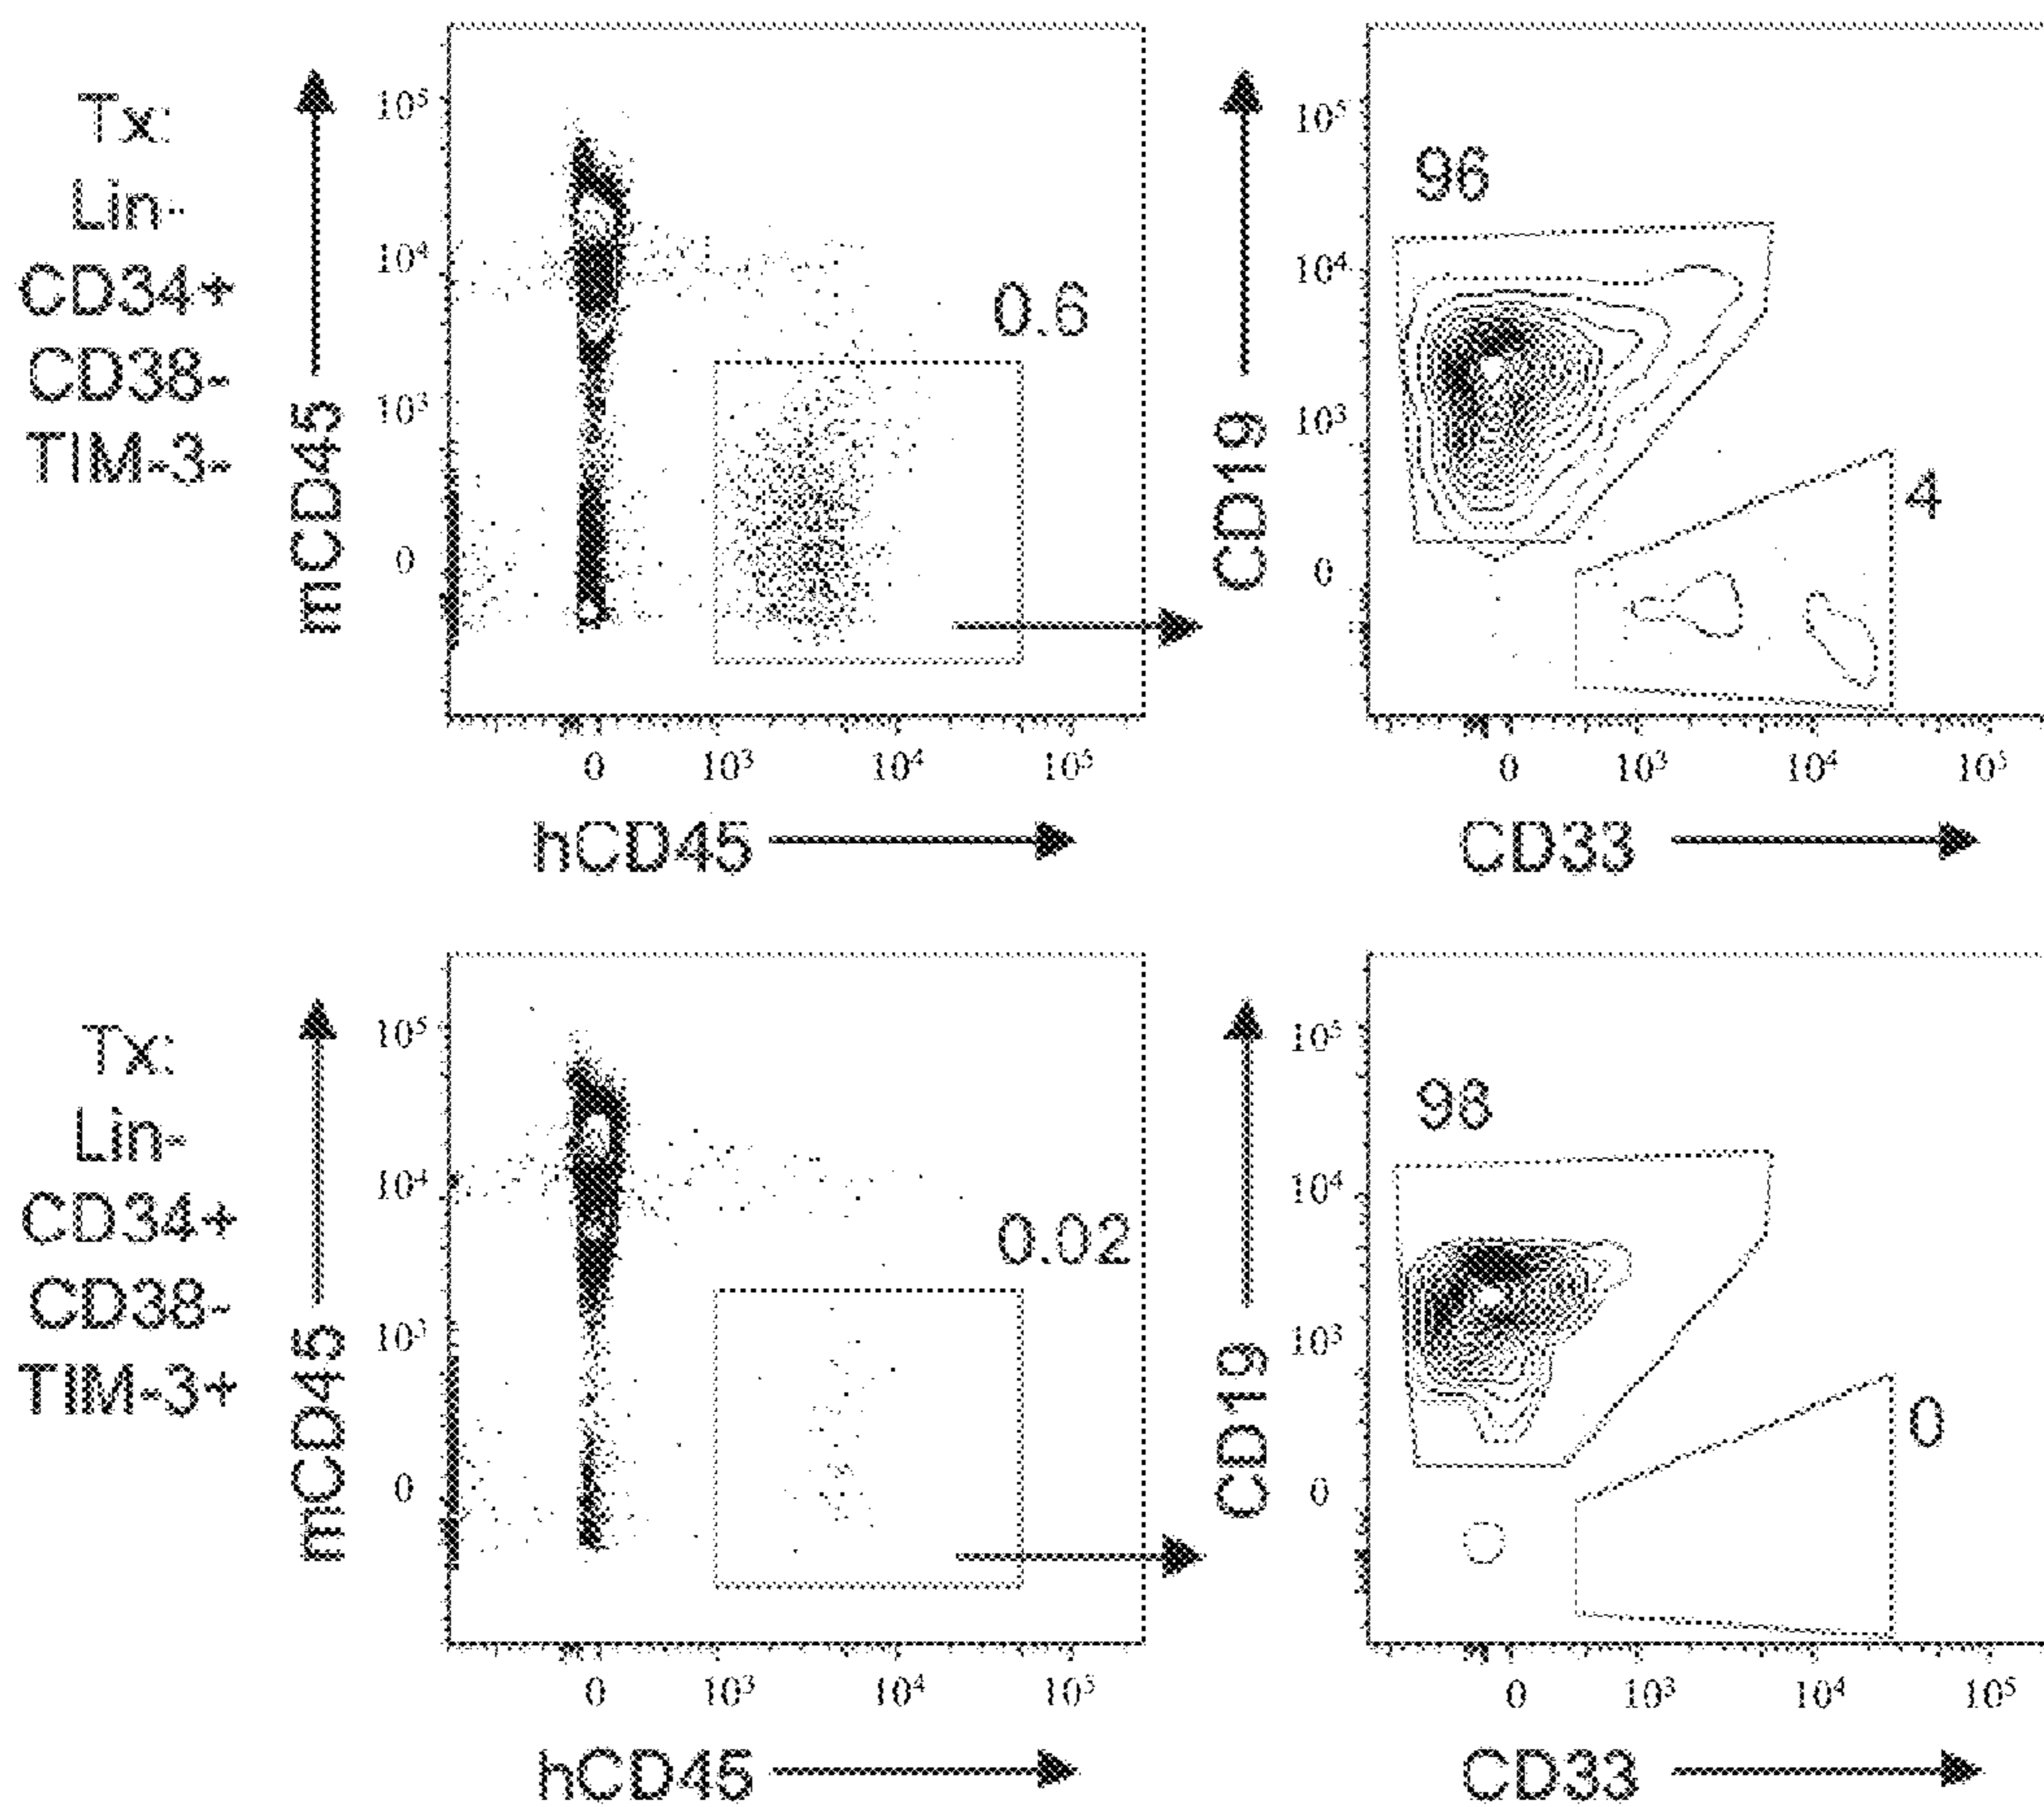 Tx:
Lin-
CD34+
CD38-
TIM-3-
mCD45
10⁵
10⁴
10³
0
0.6
0
10³
10⁴
10⁵
hCD45
CD19
10⁵
10⁴
10³
0
96
4
0
10³
10⁴
10⁵
CD33
Tx:
Lin-
CD34+
CD38-
TIM-3+
mCD45
10⁵
10⁴
10³
0
0.02
0
10³
10⁴
10⁵
hCD45
CD19
10⁵
10⁴
10³
0
98
0
0
10³
10⁴
10⁵
CD33